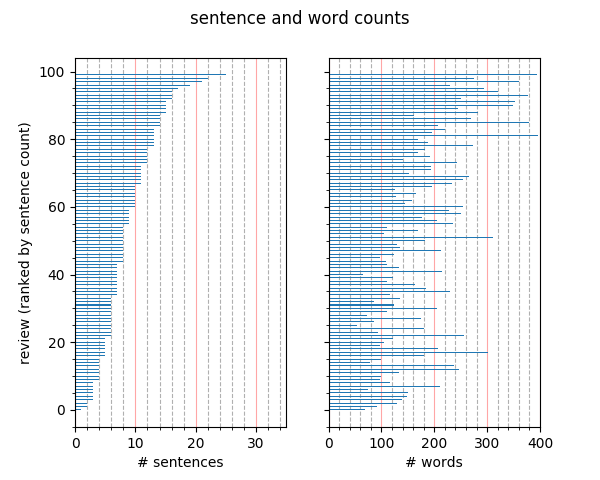 sentence and word counts
review (ranked by sentence count)
100
80
60
40
20
0
0 10 20 30
# sentences
0 100 200 300 400
# words